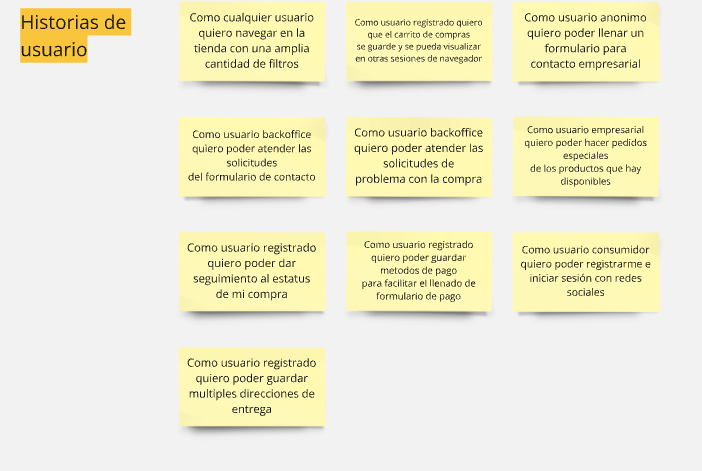 Historias de
usuario
Como cualquier usuario
quiero navegar en la
tienda con una amplia
cantidad de filtros
Como usuario registrado quiero
que el carrito de compras
se guarde y se pueda visualizar
en otras sesiones de navegador
Como usuario anonimo
quiero poder llenar un
formulario para
contacto empresarial
Como usuario backoffice
quiero poder atender las
solicitudes
del formulario de contacto
Como usuario backoffice
quiero poder atender las
solicitudes de
problema con la compra
Como usuario empresarial
quiero poder hacer pedidos
especiales
de los productos que hay
disponibles
Como usuario registrado
quiero poder dar
seguimiento al estatus
de mi compra
Como usuario registrado
quiero poder guardar
metodos de pago
para facilitar el llenado de
formulario de pago
Como usuario consumidor
quiero poder registrarme e
iniciar sesión con redes
sociales
Como usuario registrado
quiero poder guardar
multiples direcciones de
entrega